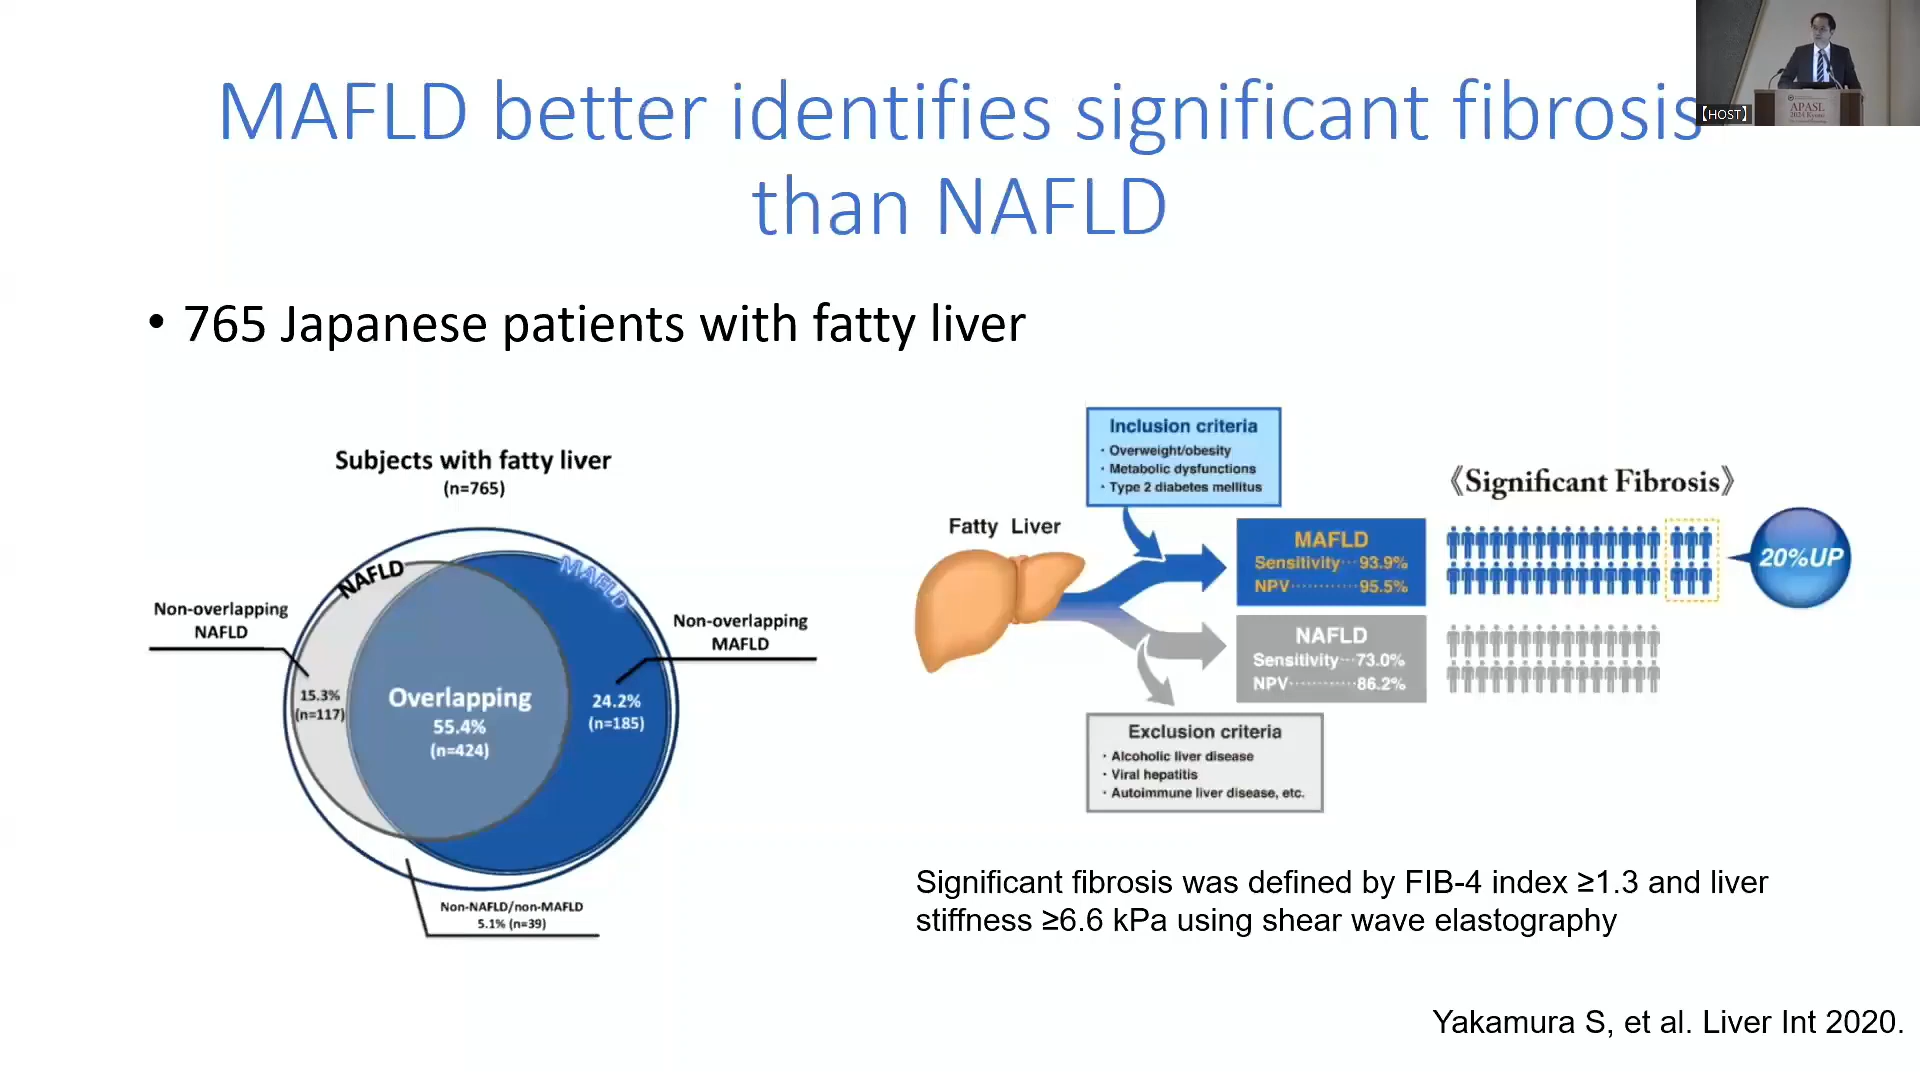 MAFLD better identifies significant fibrosis
than NAFLD
【HOST】
APASL
2024 Kyoto
• 765 Japanese patients with fatty liver
Subjects with fatty liver
(n=765)
NAFLD
MAFLD
Non-overlapping
NAFLD
Non-overlapping
MAFLD
15.3%
(n=117)
Overlapping
55.4%
(n=424)
24.2%
(n=185)
Non-NAFLD/non-MAFLD
5.1% (n=39)
Inclusion criteria
・Overweight/obesity
・Metabolic dysfunctions
・Type 2 diabetes mellitus
Fatty Liver
MAFLD
Sensitivity···93.9%
NPV············95.5%
NAFLD
Sensitivity···73.0%
NPV············86.2%
Exclusion criteria
・Alcoholic liver disease
・Viral hepatitis
・Autoimmune liver disease, etc.
《Significant Fibrosis》
20%UP
Significant fibrosis was defined by FIB-4 index ≥1.3 and liver
stiffness ≥6.6 kPa using shear wave elastography
Yakamura S, et al. Liver Int 2020.